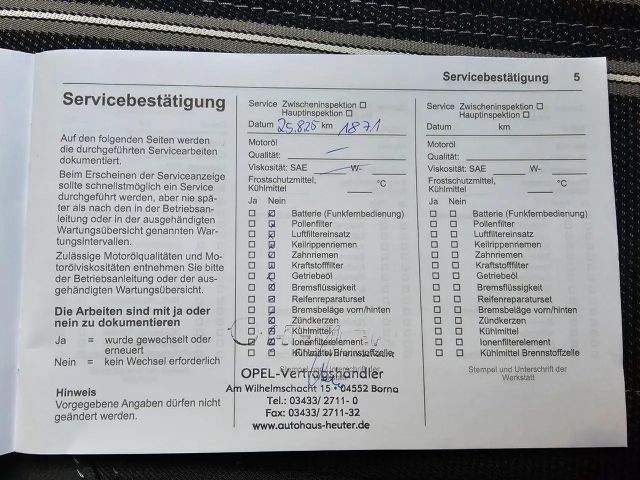 Servicebestätigung 5
Servicebestätigung
Auf den folgenden Seiten werden
die durchgeführten Servicearbeiten
dokumentiert.
Beim Erscheinen der Serviceanzeige
sollte schnellstmöglich ein Service
durchgeführt werden, aber nie spä-
ter als nach den in der Betriebsan-
leitung oder in der ausgehändigten
Wartungsübersicht genannten War-
tungsintervallen.
Zulässige Motorölqualitäten und Mo-
torölviskositäten entnehmen Sie bitte
der Betriebsanleitung oder der aus-
gehändigten Wartungsübersicht.
Die Arbeiten sind mit ja oder
nein zu dokumentieren
Ja = wurde gewechselt oder
erneuert
Nein = kein Wechsel erforderlich
Hinweis
Vorgegebene Angaben dürfen nicht
geändert werden.
Service Zwischeninspektion ☐
Hauptinspektion ☐
Datum 25.825 km 1871
Motoröl
Qualität:
Viskosität: SAE W-
Frostschutzmittel,
Kühlmittel °C
Ja Nein
Batterie (Funkfernbedienung)
Pollenfilter
Luftfiltereinsatz
Keilrippenriemen
Zahnriemen
Kraftstofffilter
Getriebeöl
Bremsflüssigkeit
Reifenreparaturset
Bremsbeläge vorn/hinten
Zündkerzen
Kühlmittel
Ionenfilterelement
Kühlmittel Brennstoffzelle
OPEL-Vertragshändler
Am Wilhelmschacht 15 • 04552 Borna
Tel.: 03433/ 2711- 0
Fax: 03433/ 2711-32
www.autohaus-heuter.de
Service Zwischeninspektion ☐
Hauptinspektion ☐
Datum km
Motoröl
Qualität:
Viskosität: SAE W-
Frostschutzmittel,
Kühlmittel °C
Ja Nein
Batterie (Funkfernbedienung)
Pollenfilter
Luftfiltereinsatz
Keilrippenriemen
Zahnriemen
Kraftstofffilter
Getriebeöl
Bremsflüssigkeit
Reifenreparaturset
Bremsbeläge vorn/hinten
Zündkerzen
Kühlmittel
Ionenfilterelement
Kühlmittel Brennstoffzelle
Stempel und Unterschrift der
Werkstatt